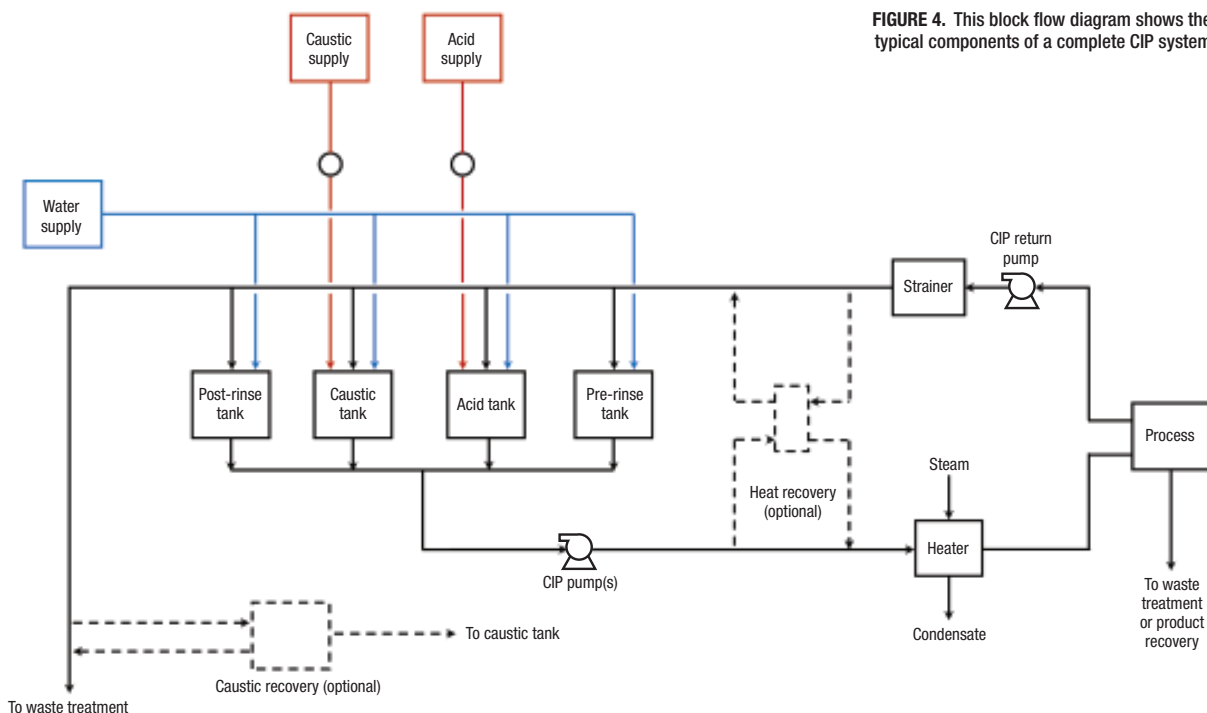 FIGURE 4. This block flow diagram shows the
typical components of a complete CIP system
Caustic
supply
Acid
supply
Water
supply
CIP return
pump
Strainer
Post-rinse
tank
Caustic
tank
Acid tank
Pre-rinse
tank
Process
Steam
Heat recovery
(optional)
Heater
CIP pump(s)
To waste
treatment
or product
recovery
To caustic tank
Condensate
Caustic recovery (optional)
To waste treatment